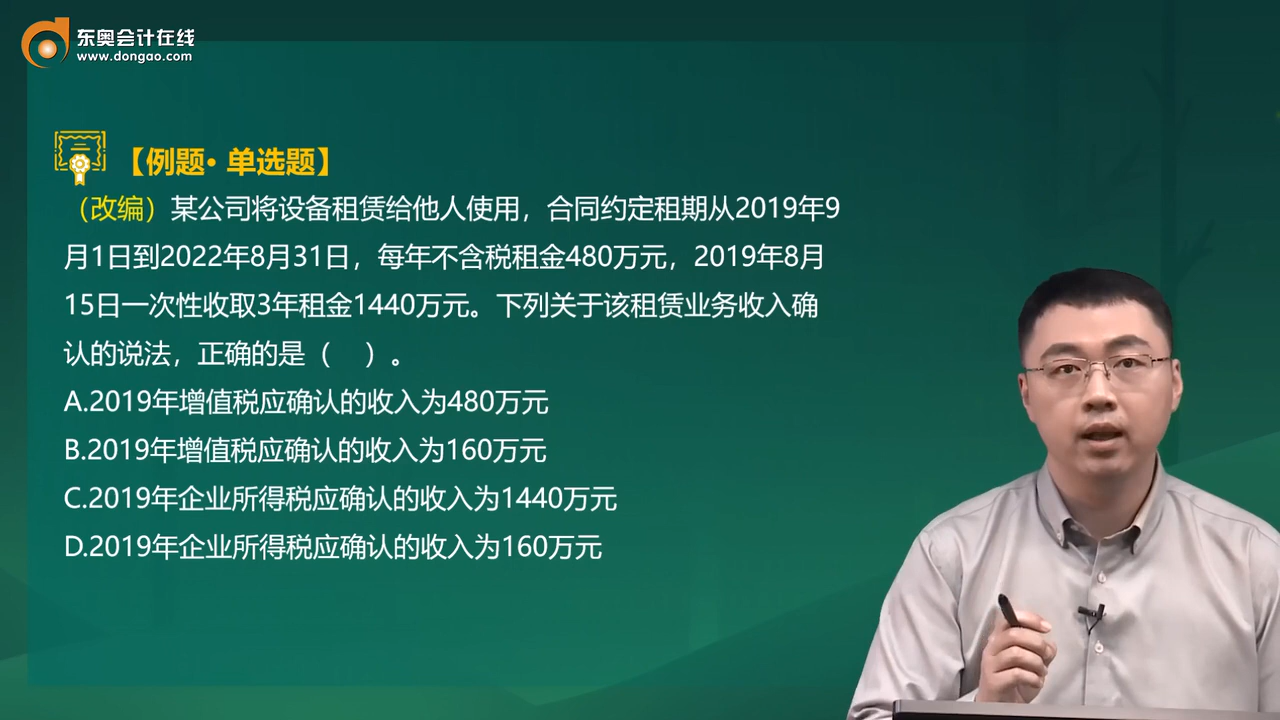 东奥会计在线
www.dongao.com
【例题• 单选题】
（改编）某公司将设备租赁给他人使用，合同约定租期从2019年9
月1日到2022年8月31日，每年不含税租金480万元，2019年8月
15日一次性收取3年租金1440万元。下列关于该租赁业务收入确
认的说法，正确的是（　）。
A.2019年增值税应确认的收入为480万元
B.2019年增值税应确认的收入为160万元
C.2019年企业所得税应确认的收入为1440万元
D.2019年企业所得税应确认的收入为160万元